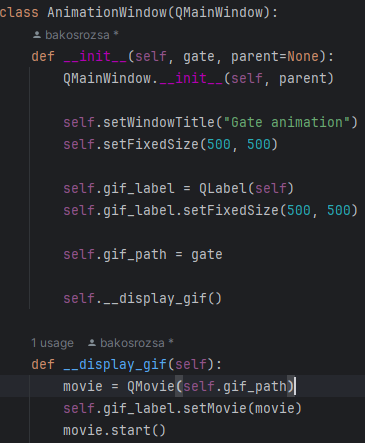 class AnimationWindow(QMainWindow):
bakosrozsa *
def __init__(self, gate, parent=None):
QMainWindow.__init__(self, parent)
self.setWindowTitle("Gate animation")
self.setFixedSize(500, 500)
self.gif_label = QLabel(self)
self.gif_label.setFixedSize(500, 500)
self.gif_path = gate
self.__display_gif()
1 usage bakosrozsa *
def __display_gif(self):
movie = QMovie(self.gif_path)
self.gif_label.setMovie(movie)
movie.start()